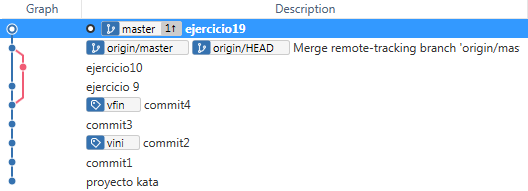 Graph Description
master 1↑ ejercicio19
origin/master origin/HEAD Merge remote-tracking branch 'origin/mas
ejercicio10
ejercicio 9
vfin commit4
commit3
vini commit2
commit1
proyecto kata